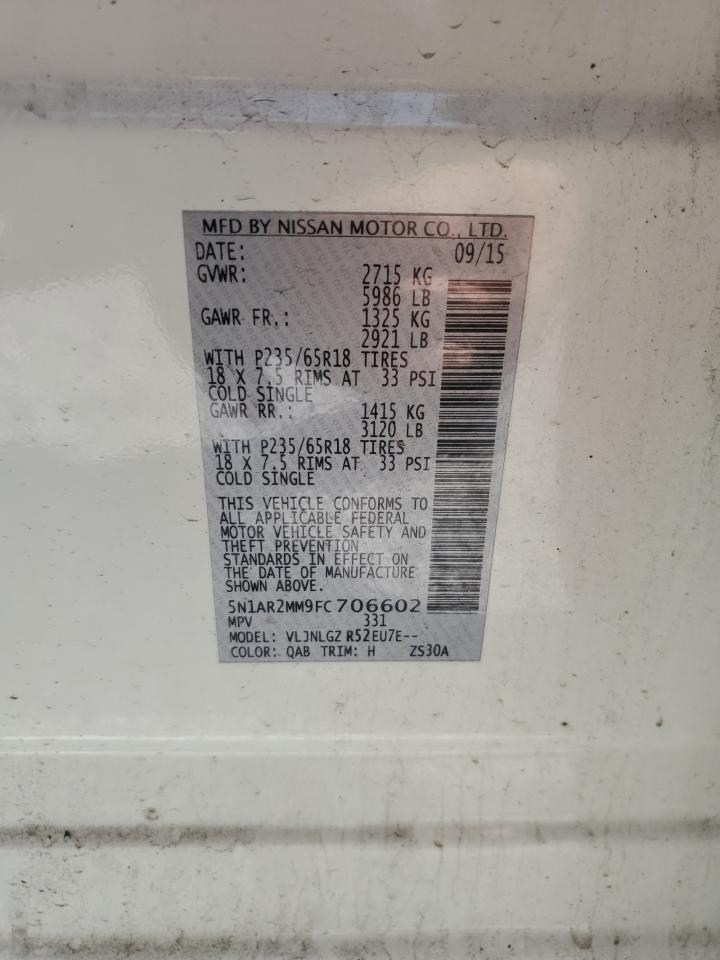 MFD BY NISSAN MOTOR CO., LTD.
DATE: 09/15
GVWR: 2715 KG
5986 LB
GAWR FR.: 1325 KG
2921 LB
WITH P235/65R18 TIRES
18 X 7.5 RIMS AT 33 PSI
COLD SINGLE
GAWR RR.: 1415 KG
3120 LB
WITH P235/65R18 TIRES
18 X 7.5 RIMS AT 33 PSI
COLD SINGLE
THIS VEHICLE CONFORMS TO
ALL APPLICABLE FEDERAL
MOTOR VEHICLE SAFETY AND
THEFT PREVENTION
STANDARDS IN EFFECT ON
THE DATE OF MANUFACTURE
SHOWN ABOVE.
5N1AR2MM9FC706602
MPV 331
MODEL: VLJNLGZ R52EU7E--
COLOR: QAB TRIM: H ZS30A